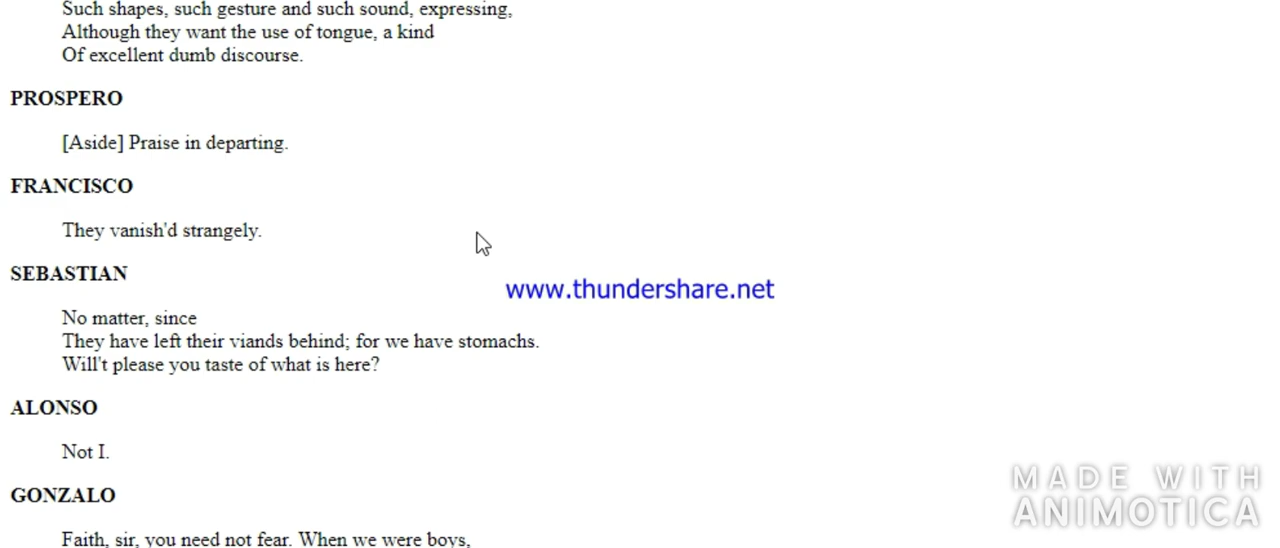 Such shapes, such gesture and such sound, expressing,
Although they want the use of tongue, a kind
Of excellent dumb discourse.
PROSPERO
[Aside] Praise in departing.
FRANCISCO
They vanish'd strangely.
SEBASTIAN
www.thundershare.net
No matter, since
They have left their viands behind; for we have stomachs.
Will't please you taste of what is here?
ALONSO
Not I.
GONZALO
Faith, sir, you need not fear. When we were boys,
MADE WITH
ANIMOTICA